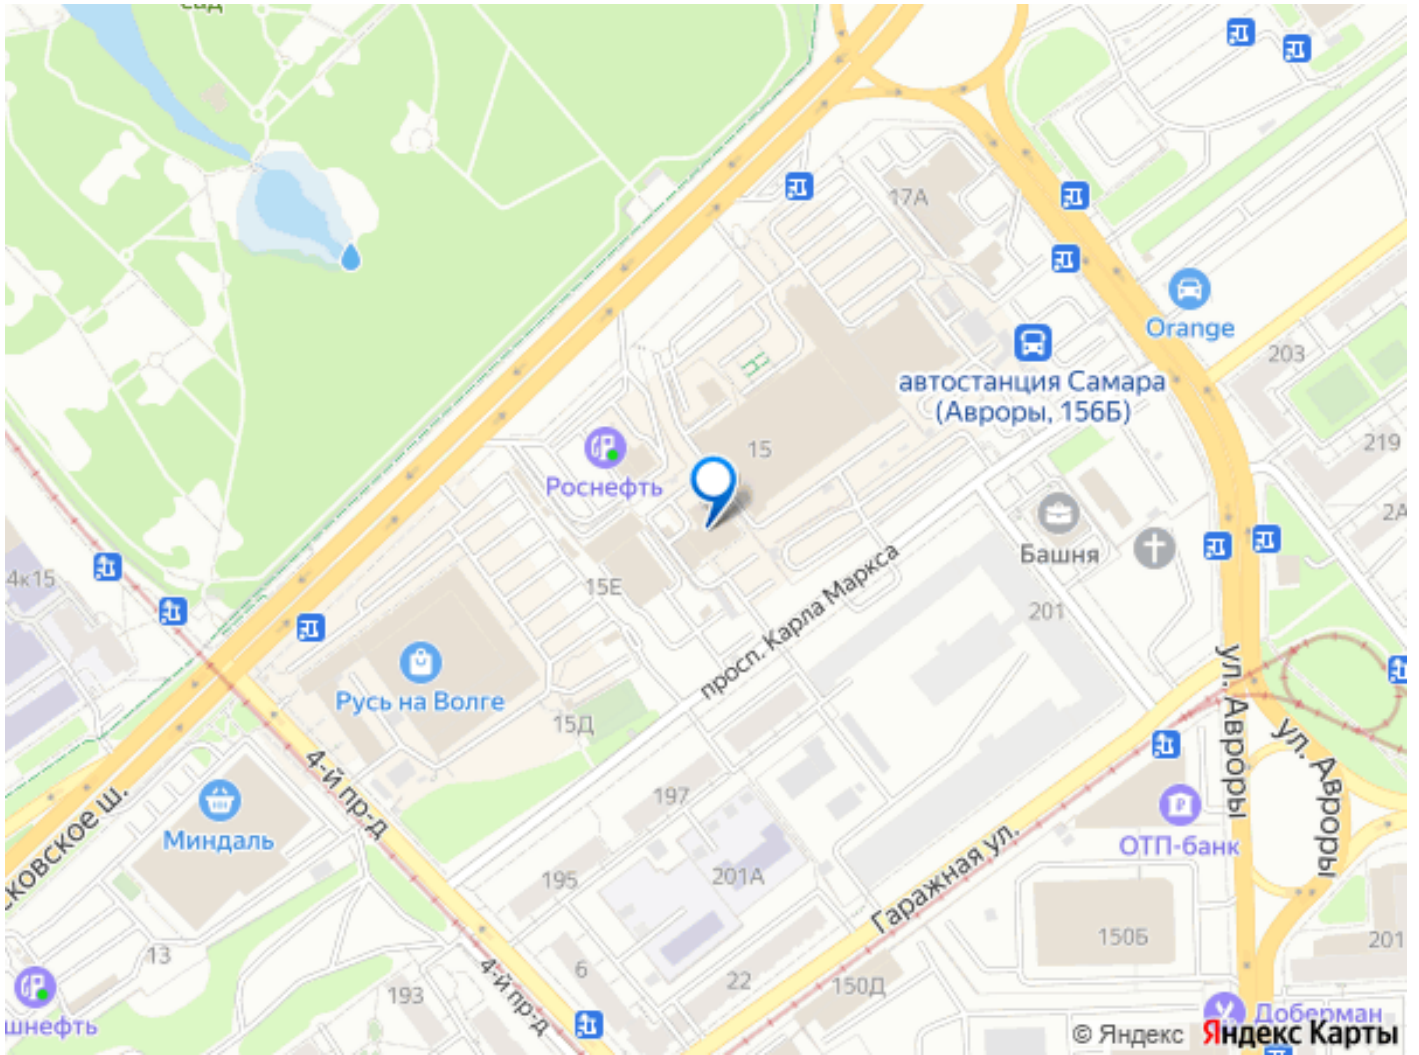 сад
17А
Orange
203
автостанция Самара
(Авроры, 156Б)
219
15
Роснефть
2А
Башня
4к15
15Е
просп. Карла Маркса
201
ул. Авроры
Русь на Волге
15Д
ул. Авроры
4-й пр-д
197
Миндаль
ОТП-банк
сковское ш.
201А
195
Гаражная ул.
150Б
201
13
6
22
150Д
4-й пр-д
193
шнефть
Доберман
© Яндекс Яндекс Карты